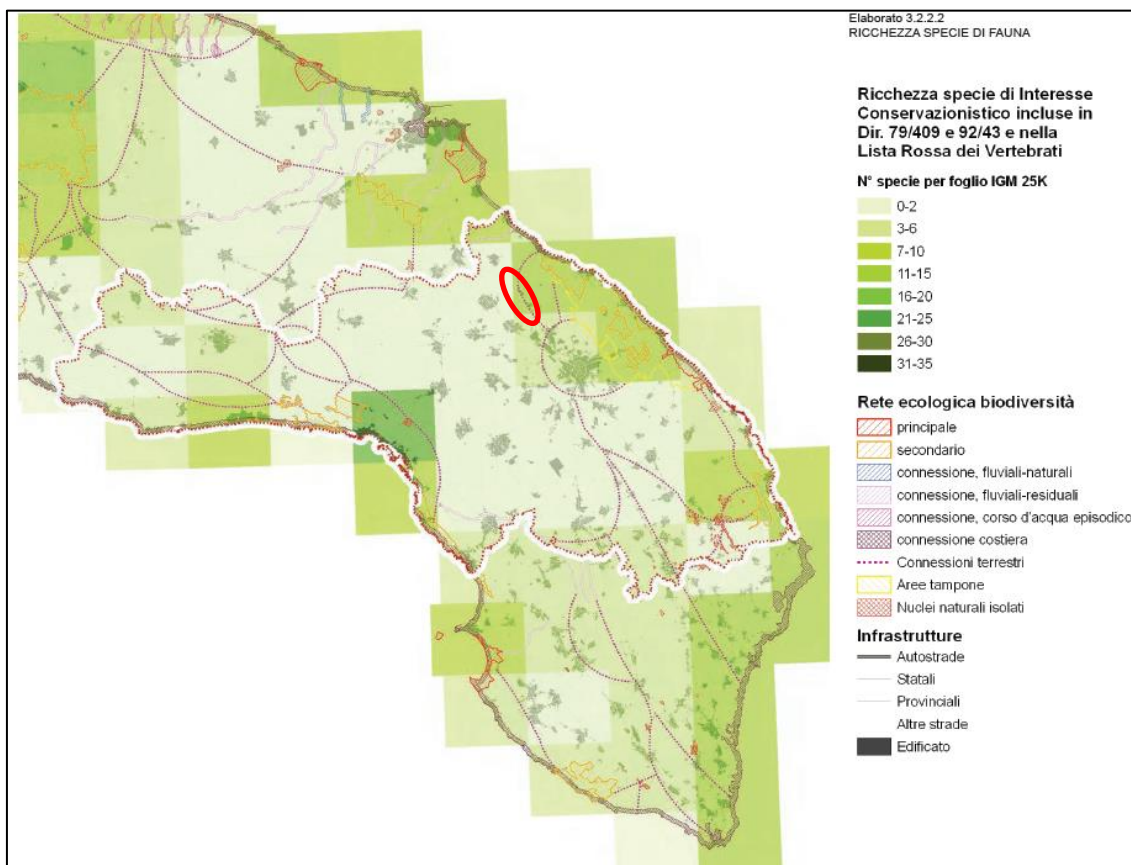 Elaborato 3.2.2.2
RICCHEZZA SPECIE DI FAUNA
Ricchezza specie di Interesse
Conservazionistico incluse in
Dir. 79/409 e 92/43 e nella
Lista Rossa dei Vertebrati
N° specie per foglio IGM 25K
0-2
3-6
7-10
11-15
16-20
21-25
26-30
31-35
Rete ecologica biodiversità
principale
secondario
connessione, fluviali-naturali
connessione, fluviali-residuali
connessione, corso d'acqua episodico
connessione costiera
Connessioni terrestri
Aree tampone
Nuclei naturali isolati
Infrastrutture
Autostrade
Statali
Provinciali
Altre strade
Edificato